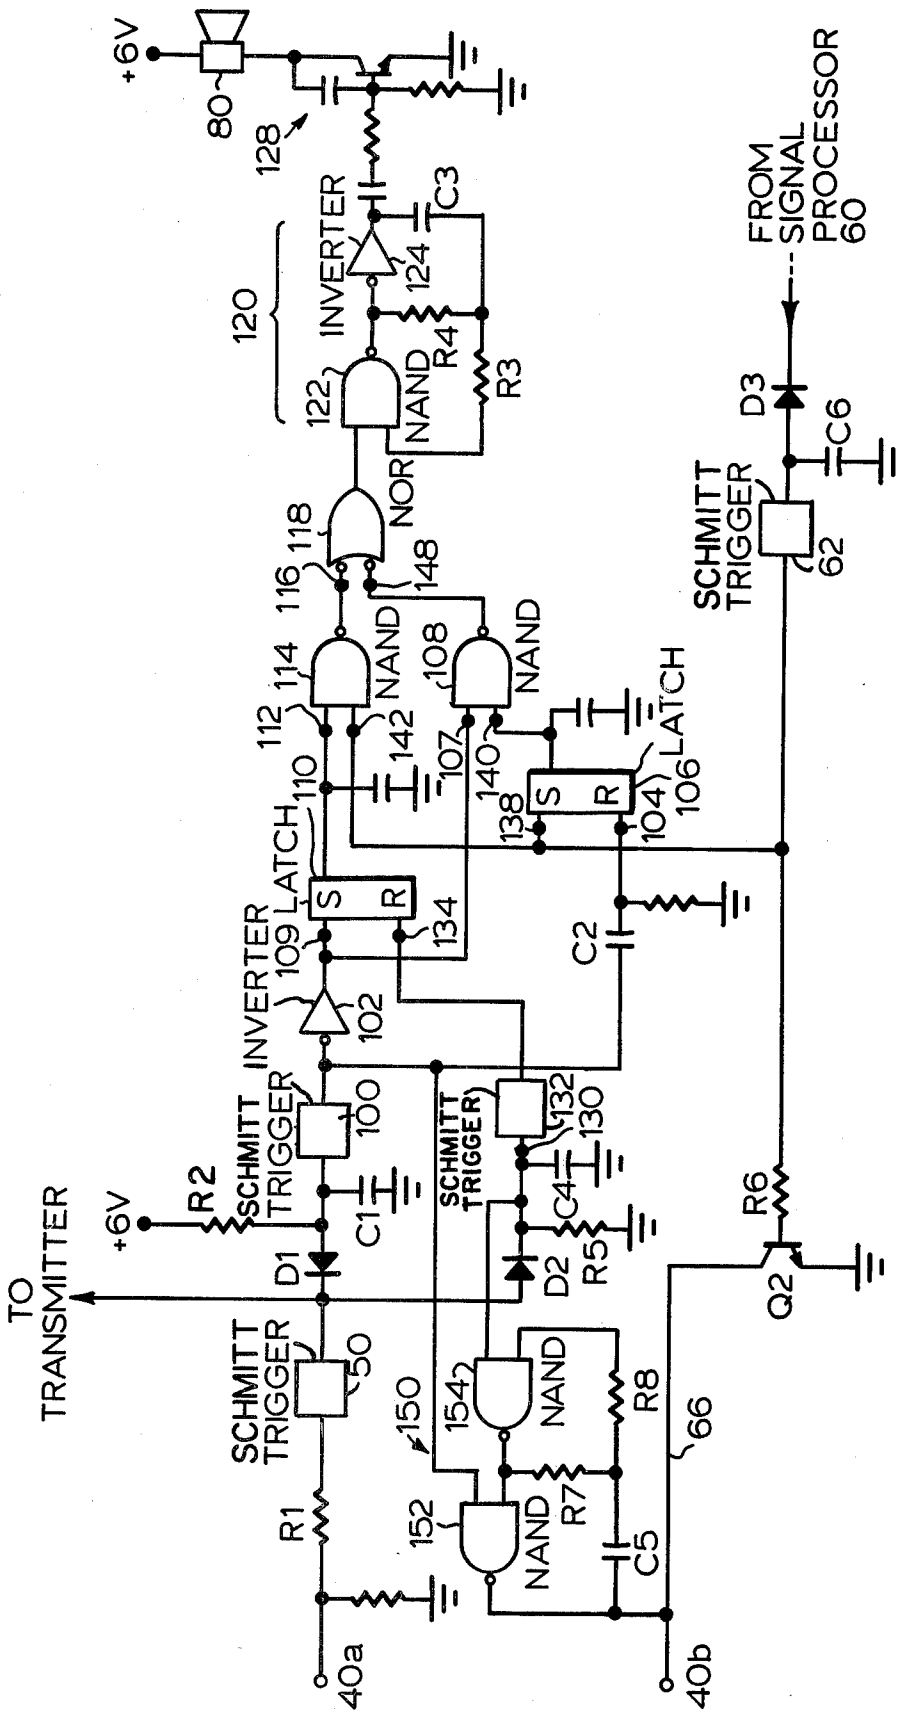 TO
TRANSMITTER
+6V
R2
SCHMITT
TRIGGER
50
R1
40a
D1
C1
SCHMITT
TRIGGER
100
INVERTER
102
109
LATCH
110
S
R
134
112
114
NAND
142
116
118
NOR
148
107
108
NAND
140
138
S
R
LATCH
104
106
C2
120
122
NAND
INVERTER
124
R4
R3
C3
128
80
+6V
SCHMITT
TRIGGER
132
130
C4
R5
D2
150
152
NAND
154
NAND
R7
R8
C5
40b
66
Q2
R6
SCHMITT
TRIGGER
62
C6
D3
FROM
SIGNAL
PROCESSOR
60